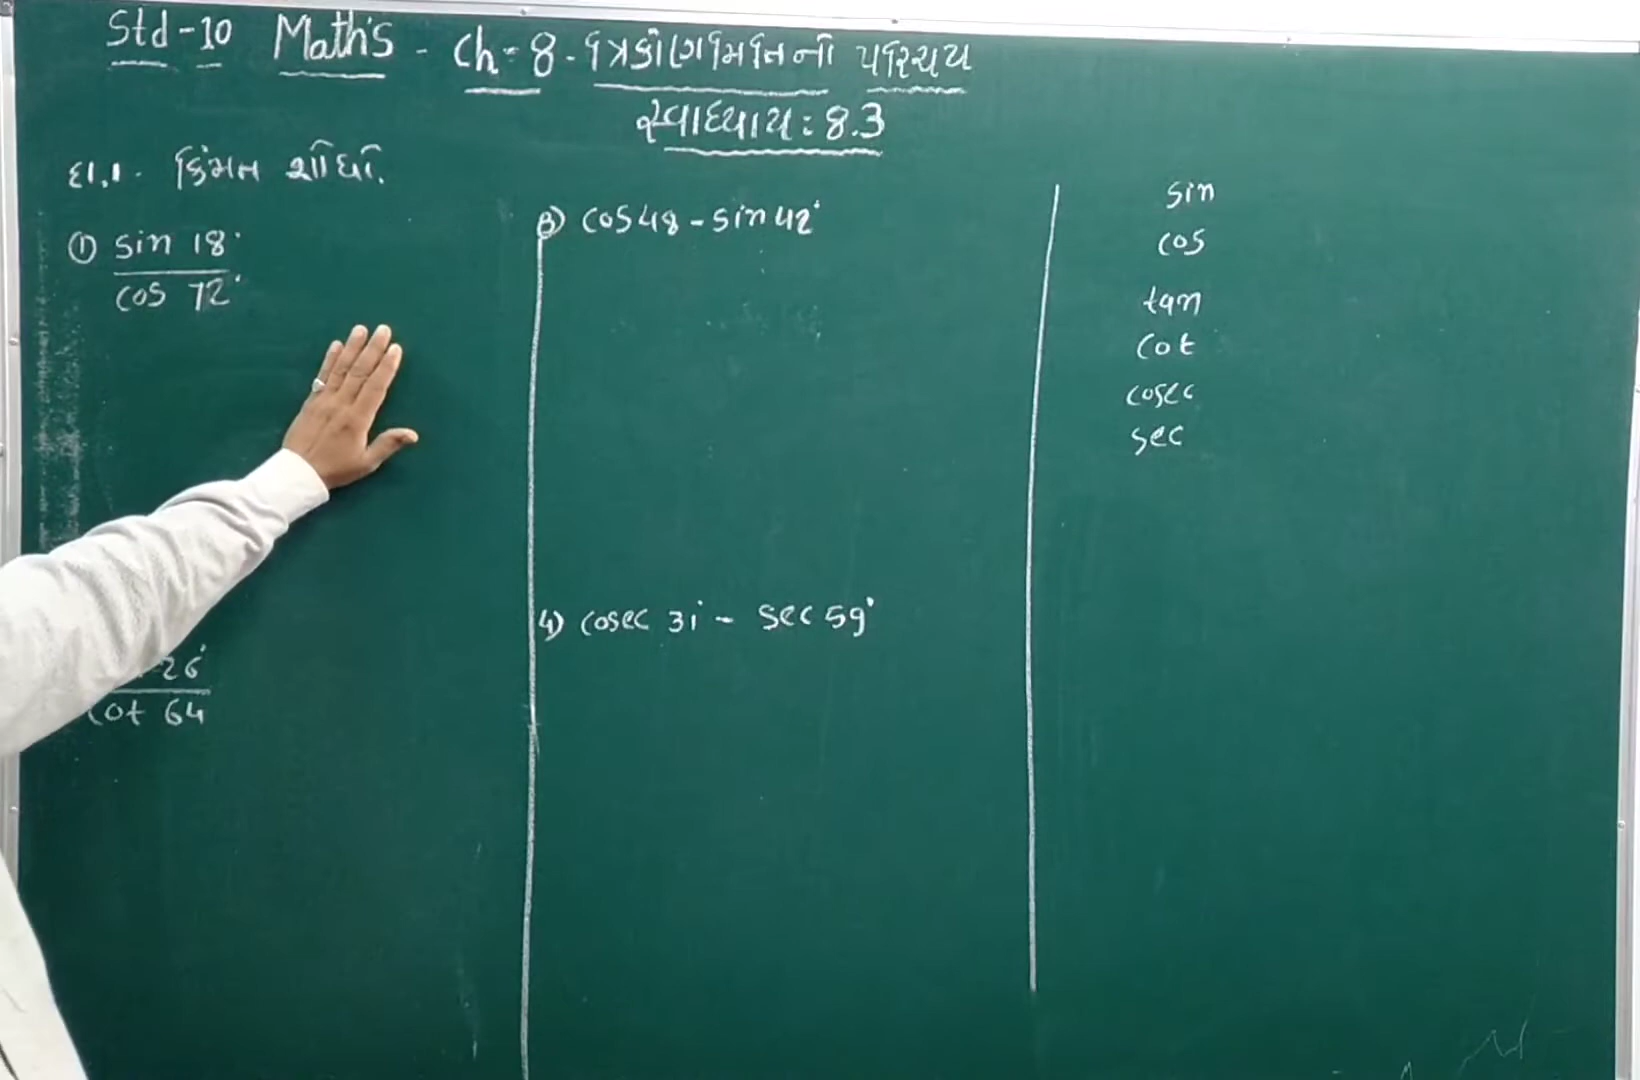 Std-10 Math's - Ch-8 - ત્રિકોણમિતિનો પરિચય
સ્વાધ્યાય: 8.3
દા.1. કિંમત શોધો.
① sin 18°
cos 72°
26°
cot 64
3) cos 48 - sin 42°
4) cosec 31° - sec 59°
sin
cos
tan
cot
cosec
sec